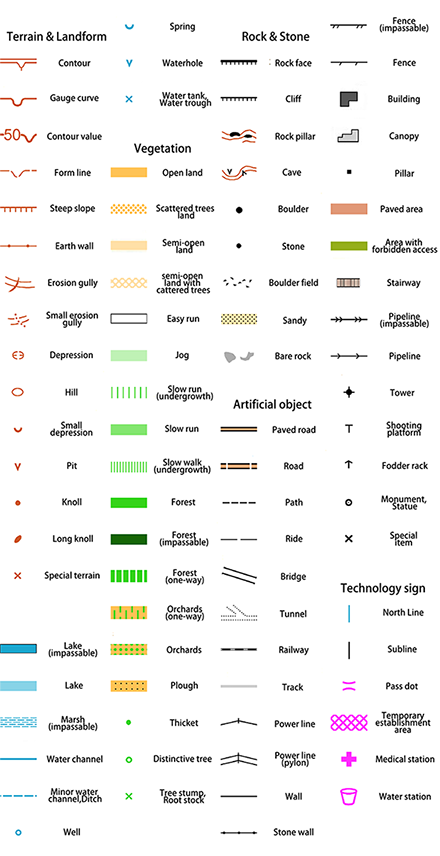 Terrain & Landform
Contour
Gauge curve
50
Contour value
Form line
Steep slope
Earth wall
Erosion gully
Small erosion
gully
Depression
Hill
Small
depression
Pit
Knoll
Long knoll
Special terrain
Lake
(impassable)
Lake
Marsh
(impassable)
Water channel
Minor water
channel,Ditch
Well
Spring
Waterhole
Water tank,
Water trough
Vegetation
Open land
Scattered trees
land
Semi-open
land
semi-open
land with
cattered trees
Easy run
Jog
Slow run
(undergrowth)
Slow run
Slow walk
(undergrowth)
Forest
Forest
(impassable)
Forest
(one-way)
Orchards
(one-way)
Orchards
Plough
Thicket
Distinctive tree
Tree stump,
Root stock
Rock & Stone
Rock face
Cliff
Rock pillar
Cave
Boulder
Stone
Boulder field
Sandy
Bare rock
Artificial object
Paved road
Road
Path
Ride
Bridge
Tunnel
Railway
Track
Power line
Power line
(pylon)
Wall
Stone wall
Fence
(impassable)
Fence
Building
Canopy
Pillar
Paved area
Area with
forbidden access
Stairway
Pipeline
(impassable)
Pipeline
Tower
Shooting
platform
Fodder rack
Monument,
Statue
Special
item
Technology sign
North Line
Subline
Pass dot
Temporary
establishment
area
Medical station
Water station